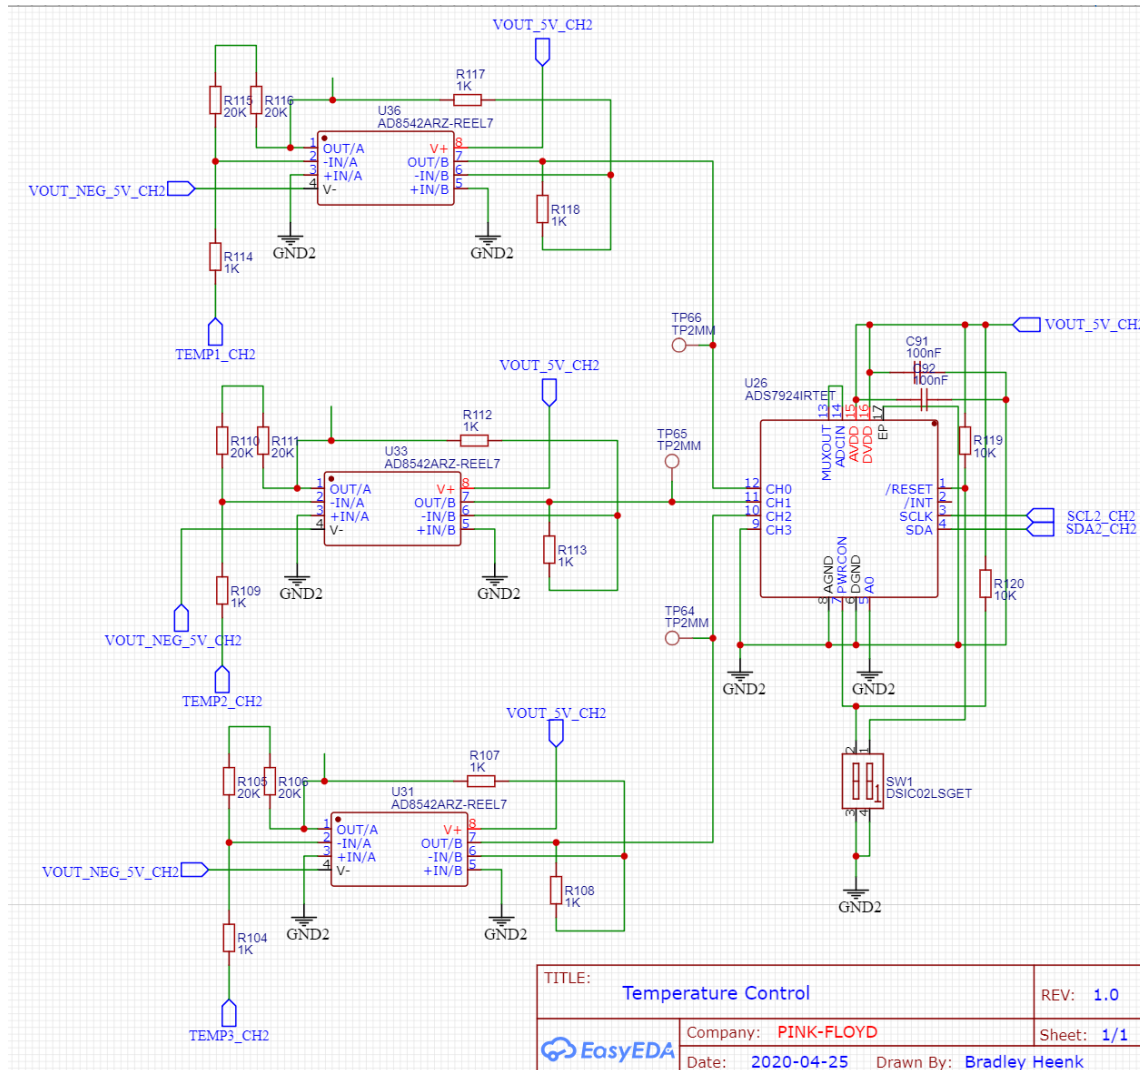 VOUT_5V_CH2
R117
1K
R115
20K
R116
20K
U36
AD8542ARZ-REEL7
1 OUT/A
2 -IN/A
3 +IN/A
4 V-
V+ 8
OUT/B 7
-IN/B 6
+IN/B 5
VOUT_NEG_5V_CH2
R118
1K
GND2
GND2
R114
1K
TEMP1_CH2
TP66
TP2MM
VOUT_5V_CH2
VOUT_5V_CH2
R112
1K
R110
20K
R111
20K
U33
AD8542ARZ-REEL7
1 OUT/A
2 -IN/A
3 +IN/A
4 V-
V+ 8
OUT/B 7
-IN/B 6
+IN/B 5
R113
1K
GND2
GND2
R109
1K
VOUT_NEG_5V_CH2
TEMP2_CH2
TP65
TP2MM
TP64
TP2MM
C91
100nF
C92
100nF
U26
ADS7924IRTET
13 MUXOUT
14 ADCIN
15 AVDD
16 DVDD
17 EP
12 CH0
11 CH1
10 CH2
9 CH3
/RESET 1
/INT 2
SCLK 3
SDA 4
8 AGND
7 PWRCON
6 DGND
5 A0
R119
10K
SCL2_CH2
SDA2_CH2
R120
10K
GND2
GND2
2 1
SW1
DSIC02LSGET
1
3 4
GND2
VOUT_5V_CH2
R107
1K
R105
20K
R106
20K
U31
AD8542ARZ-REEL7
1 OUT/A
2 -IN/A
3 +IN/A
4 V-
V+ 8
OUT/B 7
-IN/B 6
+IN/B 5
VOUT_NEG_5V_CH2
R108
1K
GND2
GND2
R104
1K
TEMP3_CH2
TITLE:
Temperature Control
REV: 1.0
EasyEDA
Company: PINK-FLOYD
Sheet: 1/1
Date: 2020-04-25
Drawn By: Bradley Heenk